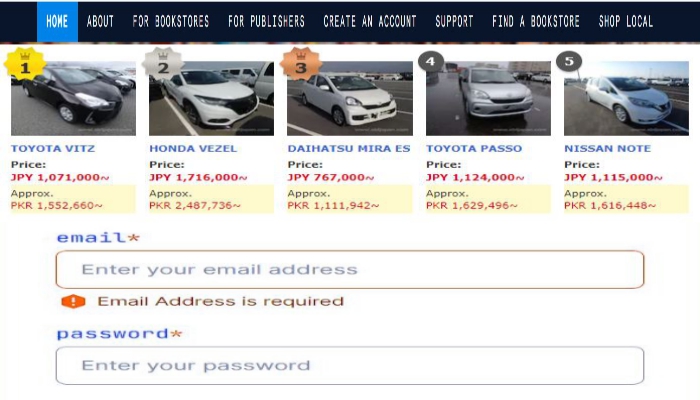 HOME ABOUT FOR BOOKSTORES FOR PUBLISHERS CREATE AN ACCOUNT SUPPORT FIND A BOOKSTORE SHOP LOCAL
1 2 3 4 5
TOYOTA VITZ HONDA VEZEL DAIHATSU MIRA ES TOYOTA PASSO NISSAN NOTE
Price: Price: Price: Price: Price:
JPY 1,071,000~ JPY 1,716,000~ JPY 767,000~ JPY 1,124,000~ JPY 1,115,000~
Approx. Approx. Approx. Approx. Approx.
PKR 1,552,660~ PKR 2,487,736~ PKR 1,111,942~ PKR 1,629,496~ PKR 1,616,448~
email*
Enter your email address
Email Address is required
password*
Enter your password